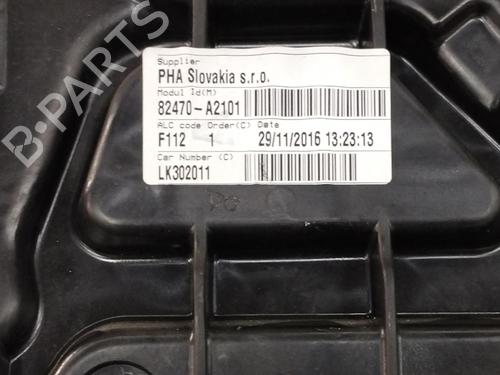 Supplier
PHA Slovakia s.r.o.
Modul Id(M)
82470-A2101
ALC code Order(C) Date
F112 1 29/11/2016 13:23:13
Car Number (C)
LK302011
PG
B-PARTS